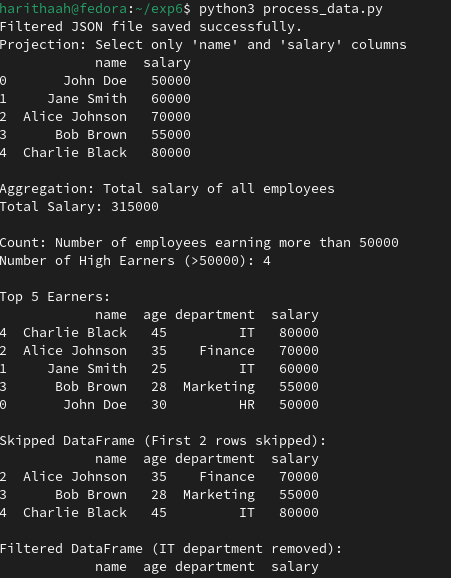 harithaah@fedora:~/exp6$ python3 process_data.py
Filtered JSON file saved successfully.
Projection: Select only 'name' and 'salary' columns
            name  salary
0       John Doe   50000
1     Jane Smith   60000
2  Alice Johnson   70000
3      Bob Brown   55000
4  Charlie Black   80000

Aggregation: Total salary of all employees
Total Salary: 315000

Count: Number of employees earning more than 50000
Number of High Earners (>50000): 4

Top 5 Earners:
            name  age department  salary
4  Charlie Black   45         IT   80000
2  Alice Johnson   35    Finance   70000
1     Jane Smith   25         IT   60000
3      Bob Brown   28  Marketing   55000
0       John Doe   30         HR   50000

Skipped DataFrame (First 2 rows skipped):
            name  age department  salary
2  Alice Johnson   35    Finance   70000
3      Bob Brown   28  Marketing   55000
4  Charlie Black   45         IT   80000

Filtered DataFrame (IT department removed):
            name  age department  salary